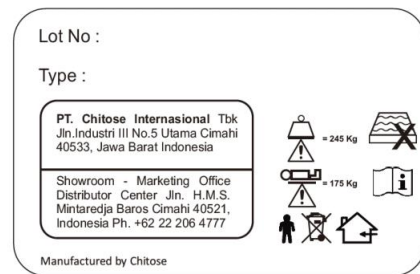 Lot No :
Type :
PT. Chitose Internasional Tbk
Jln.Industri III No.5 Utama Cimahi
40533, Jawa Barat Indonesia
Showroom - Marketing Office
Distributor Center Jln. H.M.S.
Mintaredja Baros Cimahi 40521,
Indonesia Ph. +62 22 206 4777
= 245 Kg
= 175 Kg
Manufactured by Chitose